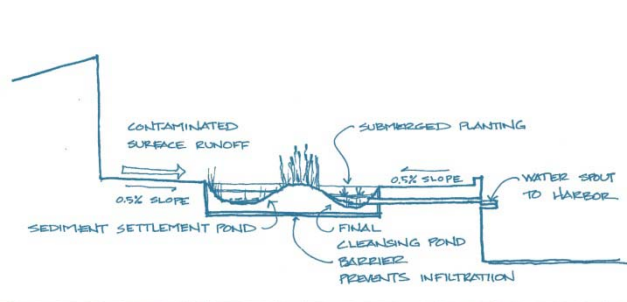 CONTAMINATED
SURFACE RUNOFF
SUBMERGED PLANTING
0.5% SLOPE
WATER SPOUT
TO HARBOR
0.5% SLOPE
SEDIMENT SETTLEMENT POND
FINAL
CLEANSING POND
BARRIER
PREVENTS INFILTRATION